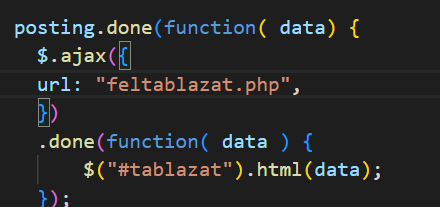 posting.done(function( data) {
$.ajax({
url: "feltablazat.php",
})
.done(function( data ) {
$("#tablazat").html(data);
});